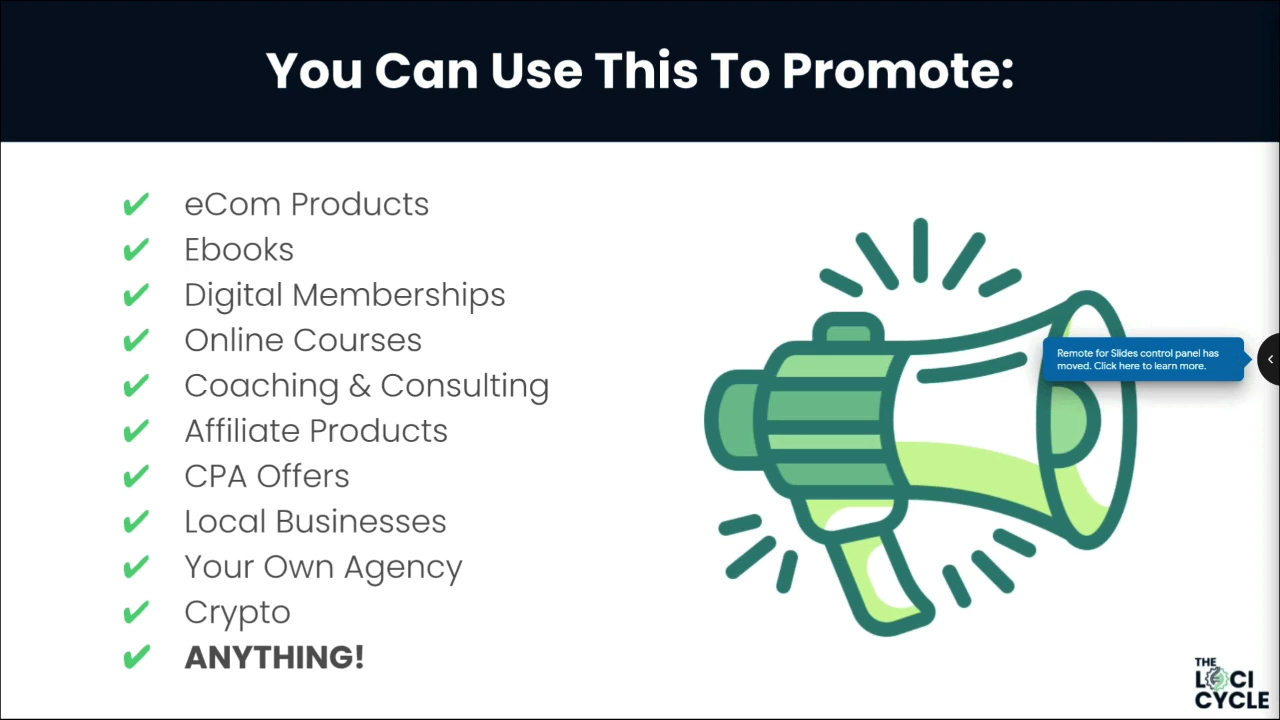 You Can Use This To Promote:
✔ eCom Products
✔ Ebooks
✔ Digital Memberships
✔ Online Courses
✔ Coaching & Consulting
✔ Affiliate Products
✔ CPA Offers
✔ Local Businesses
✔ Your Own Agency
✔ Crypto
✔ ANYTHING!
Remote for Slides control panel has
moved. Click here to learn more.
THE
LOCI
CYCLE